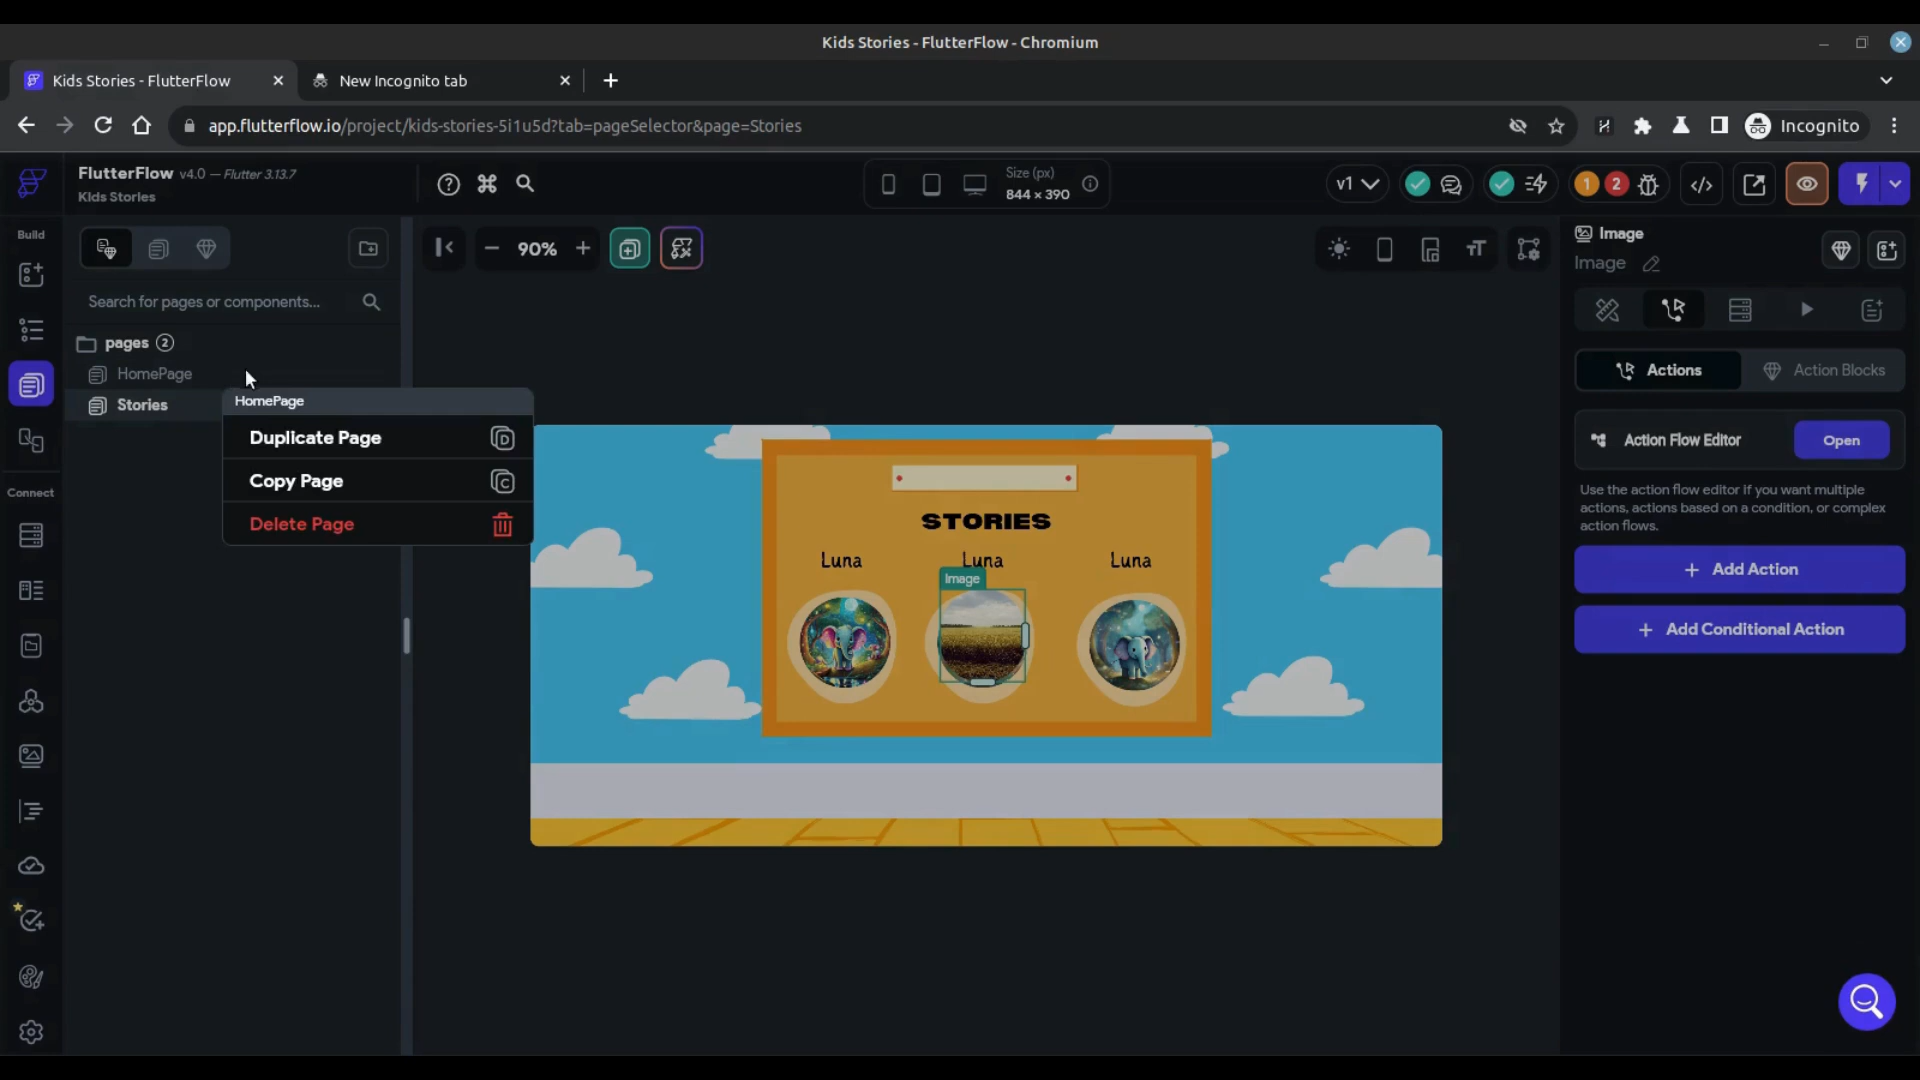 Kids Stories - FlutterFlow - Chromium
Kids Stories - FlutterFlow
New Incognito tab
app.flutterflow.io/project/kids-stories-5i1u5d?tab=pageSelector&page=Stories
Incognito
FlutterFlow v4.0 – Flutter 3.13.7
Kids Stories
Size (px)
844 × 390
v1
1 2
Build
90%
Search for pages or components...
pages 2
HomePage
Stories
HomePage
Duplicate Page D
Copy Page C
Delete Page
Connect
STORIES
Luna Luna Luna
Image
Image
Image
TT
Actions
Action Blocks
Action Flow Editor
Open
Use the action flow editor if you want multiple
actions, actions based on a condition, or complex
action flows.
+ Add Action
+ Add Conditional Action